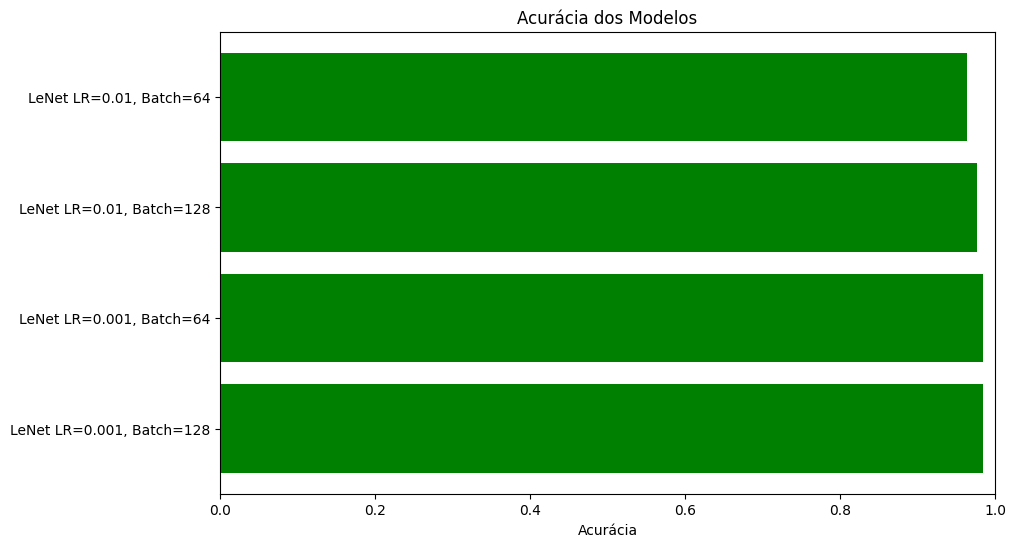 Acurácia dos Modelos
LeNet LR=0.01, Batch=64
LeNet LR=0.01, Batch=128
LeNet LR=0.001, Batch=64
LeNet LR=0.001, Batch=128
0.0 0.2 0.4 0.6 0.8 1.0
Acurácia